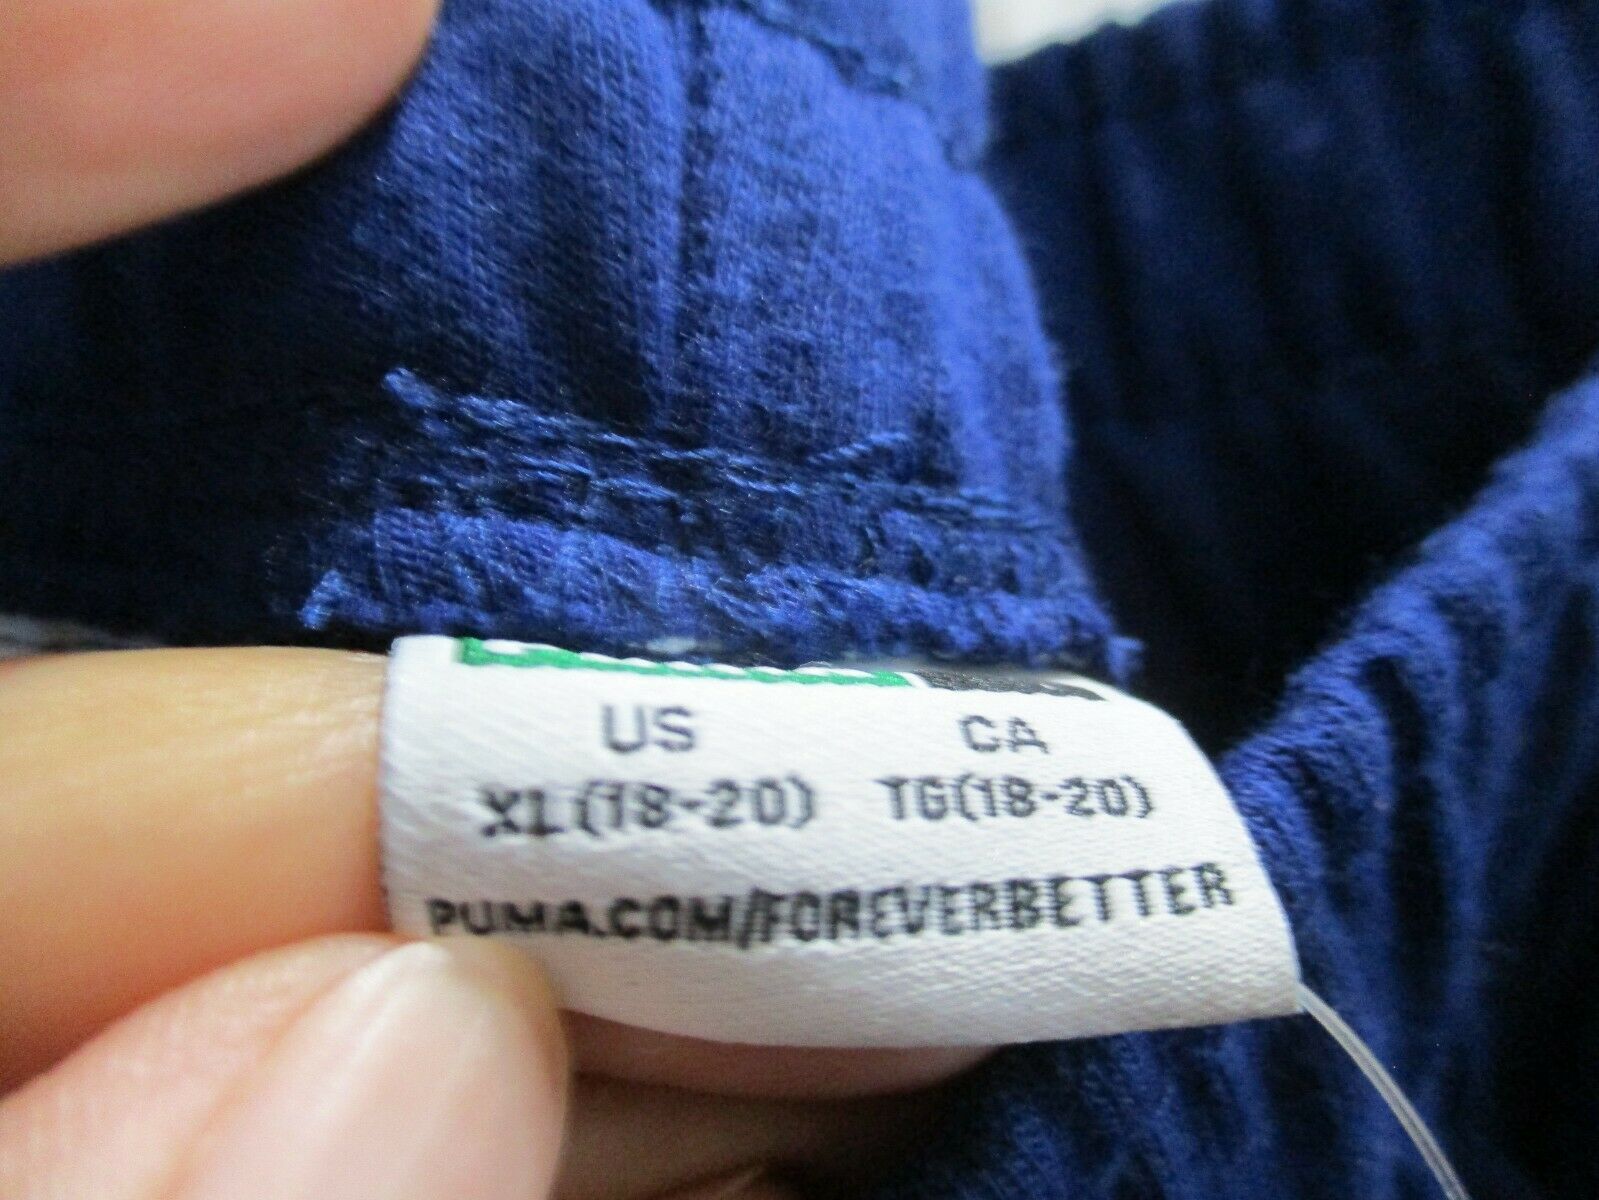 US CA
XL(18-20) TG(18-20)
PUMA.COM/FOREVERBETTER